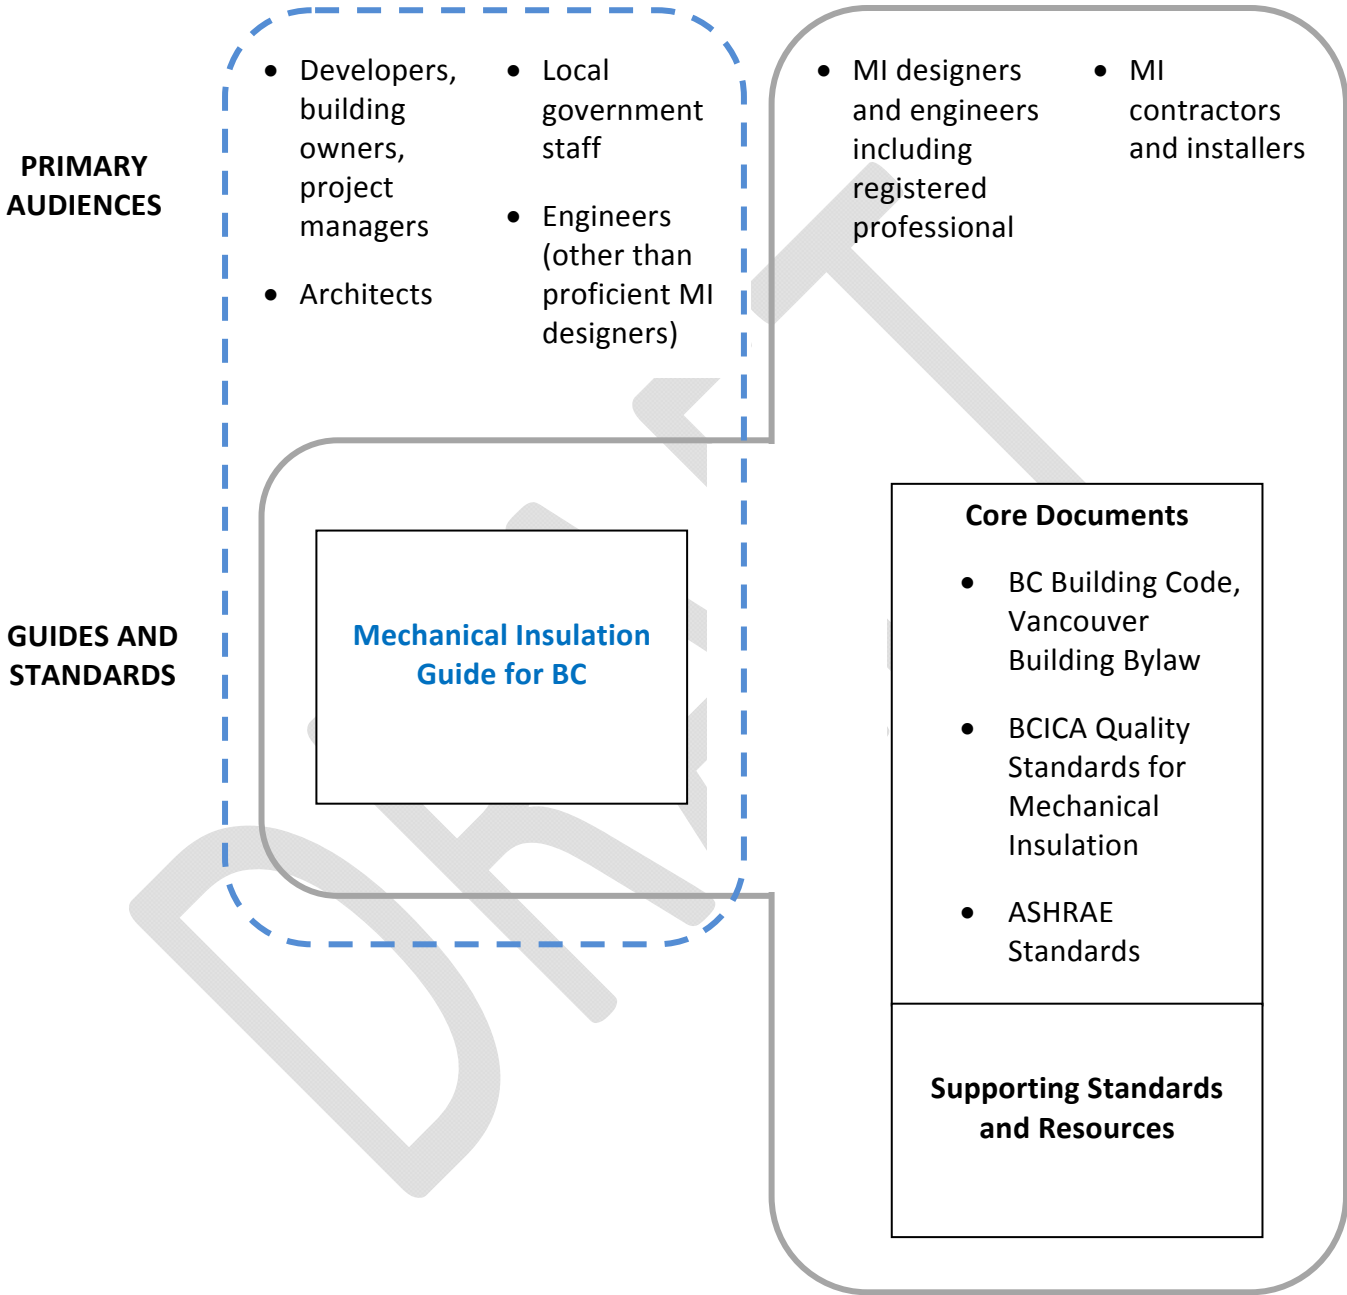 PRIMARY
AUDIENCES
• Developers,
building
owners,
project
managers
• Architects
• Local
government
staff
• Engineers
(other than
proficient MI
designers)
• MI designers
and engineers
including
registered
professional
• MI
contractors
and installers
GUIDES AND
STANDARDS
Mechanical Insulation
Guide for BC
Core Documents
• BC Building Code,
Vancouver
Building Bylaw
• BCICA Quality
Standards for
Mechanical
Insulation
• ASHRAE
Standards
Supporting Standards
and Resources
DRAFT